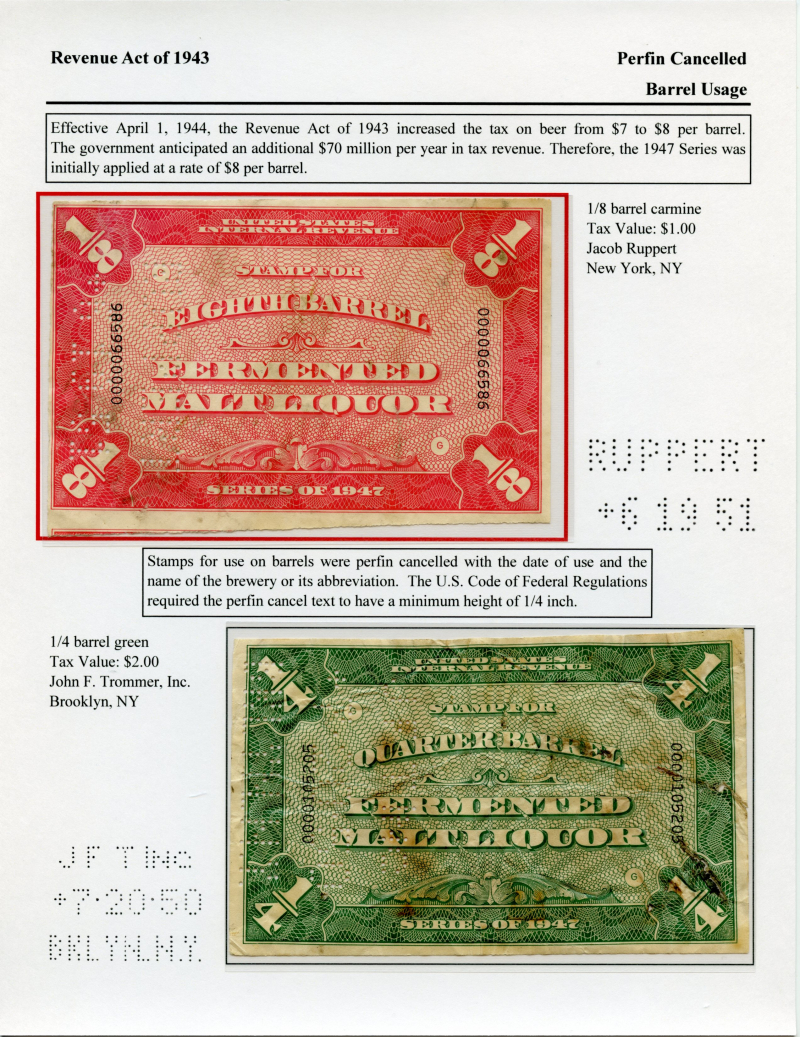 Revenue Act of 1943
Perfin Cancelled
Barrel Usage
Effective April 1, 1944, the Revenue Act of 1943 increased the tax on beer from $7 to $8 per barrel.
The government anticipated an additional $70 million per year in tax revenue. Therefore, the 1947 Series was
initially applied at a rate of $8 per barrel.
1/8 barrel carmine
Tax Value: $1.00
Jacob Ruppert
New York, NY
1/8
UNITED STATES
INTERNAL REVENUE
1/8
G
STAMP FOR
EIGHTH BARREL
FERMENTED
MALT LIQUOR
0000066586
0000066586
G
1/8
SERIES OF 1947
1/8
RUPPERT
+6 19 51
Stamps for use on barrels were perfin cancelled with the date of use and the
name of the brewery or its abbreviation. The U.S. Code of Federal Regulations
required the perfin cancel text to have a minimum height of 1/4 inch.
1/4 barrel green
Tax Value: $2.00
John F. Trommer, Inc.
Brooklyn, NY
1/4
UNITED STATES
INTERNAL REVENUE
1/4
G
STAMP FOR
QUARTER BARREL
FERMENTED
MALT LIQUOR
0000105205
0000105205
G
1/4
SERIES OF 1947
1/4
J F T INC
+7·20·50
BKLYN.N.Y.